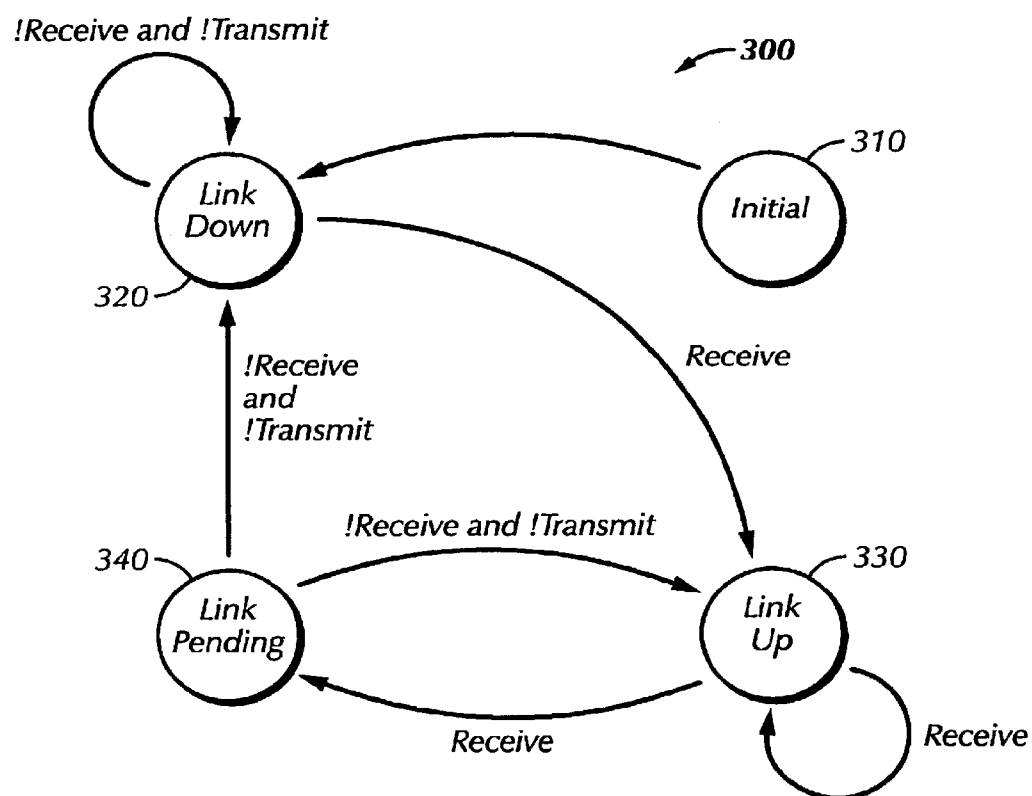 !Receive and !Transmit
300
310
Link
Down
Initial
320
Receive
!Receive
and
!Transmit
!Receive and !Transmit
340
330
Link
Pending
Link
Up
Receive
Receive